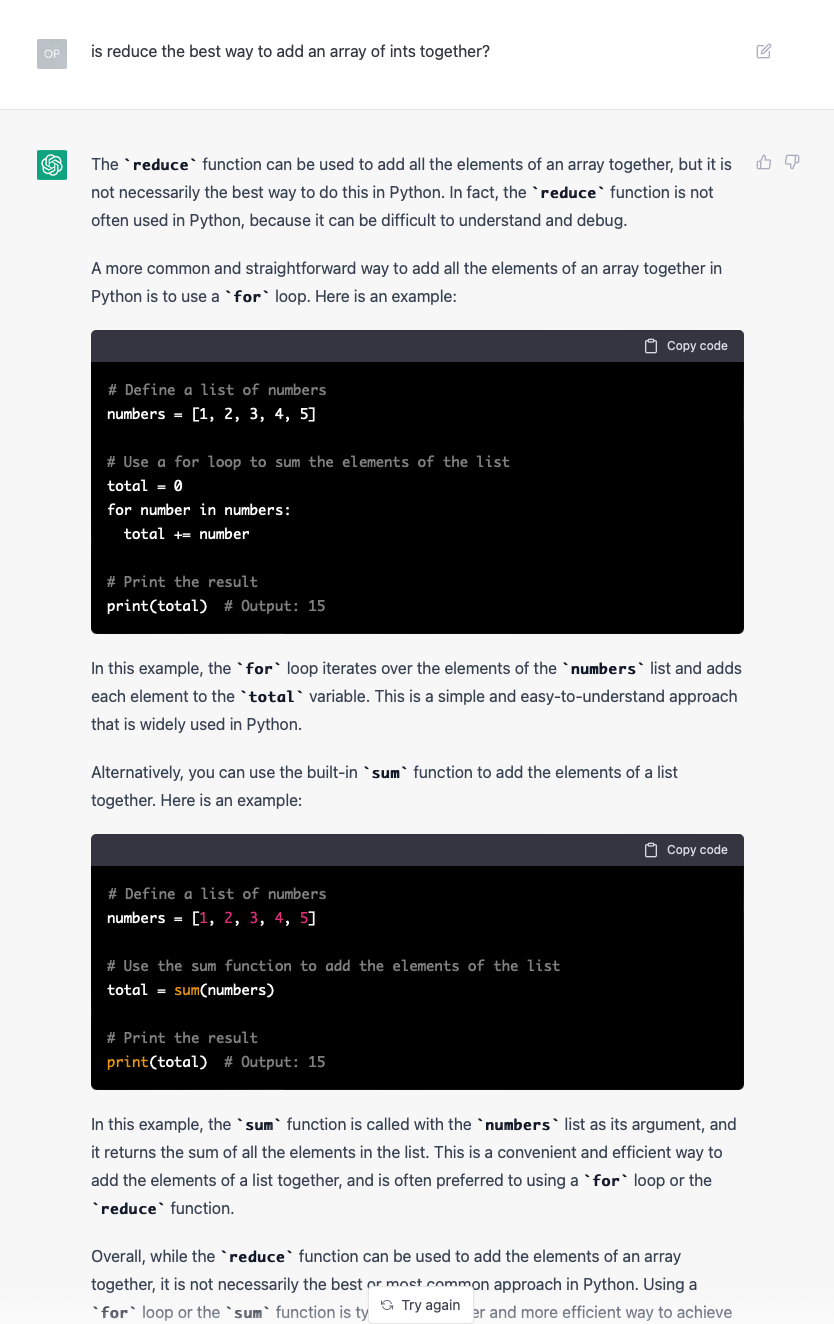 OP
is reduce the best way to add an array of ints together?
The `reduce` function can be used to add all the elements of an array together, but it is
not necessarily the best way to do this in Python. In fact, the `reduce` function is not
often used in Python, because it can be difficult to understand and debug.
A more common and straightforward way to add all the elements of an array together in
Python is to use a `for` loop. Here is an example:
Copy code
# Define a list of numbers
numbers = [1, 2, 3, 4, 5]
# Use a for loop to sum the elements of the list
total = 0
for number in numbers:
  total += number
# Print the result
print(total)  # Output: 15
In this example, the `for` loop iterates over the elements of the `numbers` list and adds
each element to the `total` variable. This is a simple and easy-to-understand approach
that is widely used in Python.
Alternatively, you can use the built-in `sum` function to add the elements of a list
together. Here is an example:
Copy code
# Define a list of numbers
numbers = [1, 2, 3, 4, 5]
# Use the sum function to add the elements of the list
total = sum(numbers)
# Print the result
print(total)  # Output: 15
In this example, the `sum` function is called with the `numbers` list as its argument, and
it returns the sum of all the elements in the list. This is a convenient and efficient way to
add the elements of a list together, and is often preferred to using a `for` loop or the
`reduce` function.
Overall, while the `reduce` function can be used to add the elements of an array
together, it is not necessarily the best or most common approach in Python. Using a
`for` loop or the `sum` function is and more efficient way to achieve
Try again